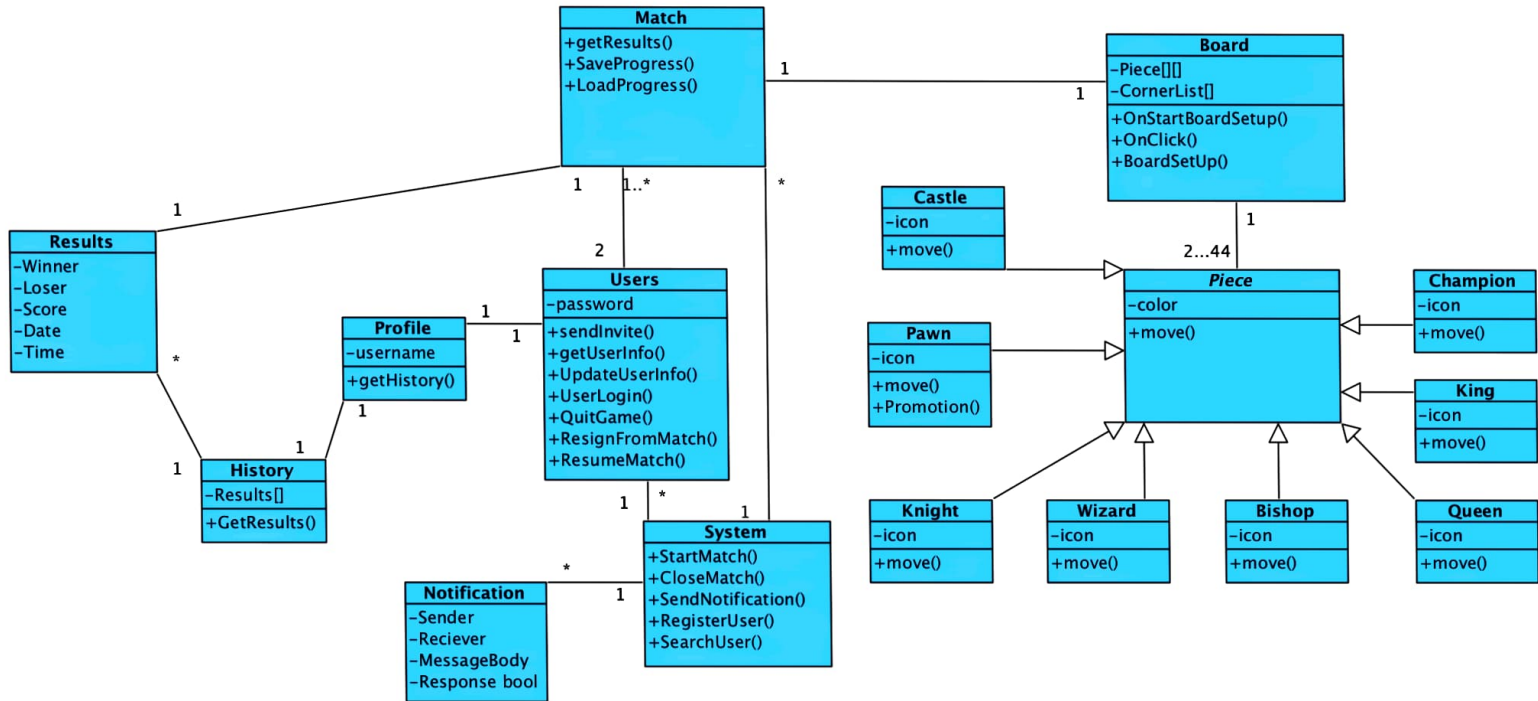 Match
+getResults()
+SaveProgress()
+LoadProgress()
1
1
Board
-Piece[][]
-CornerList[]
+OnStartBoardSetup()
+OnClick()
+BoardSetUp()
1
2...44
1
1..*
*
1
2
Results
-Winner
-Loser
-Score
-Date
-Time
*
1
Profile
-username
+getHistory()
1
1
1
1
History
-Results[]
+GetResults()
Users
-password
+sendInvite()
+getUserInfo()
+UpdateUserInfo()
+UserLogin()
+QuitGame()
+ResignFromMatch()
+ResumeMatch()
1
*
1
System
+StartMatch()
+CloseMatch()
+SendNotification()
+RegisterUser()
+SearchUser()
*
1
Notification
-Sender
-Reciever
-MessageBody
-Response bool
Castle
-icon
+move()
Piece
-color
+move()
Champion
-icon
+move()
Pawn
-icon
+move()
+Promotion()
King
-icon
+move()
Knight
-icon
+move()
Wizard
-icon
+move()
Bishop
-icon
+move()
Queen
-icon
+move()